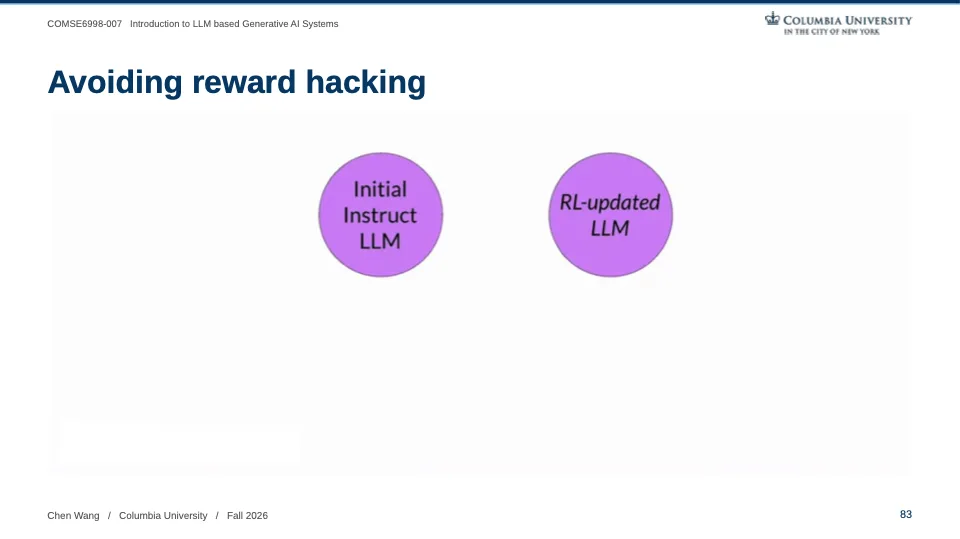 COMSE6998-007 Introduction to LLM based Generative AI Systems
COLUMBIA UNIVERSITY
IN THE CITY OF NEW YORK
Avoiding reward hacking
Initial
Instruct
LLM
RL-updated
LLM
Chen Wang / Columbia University / Fall 2026
83